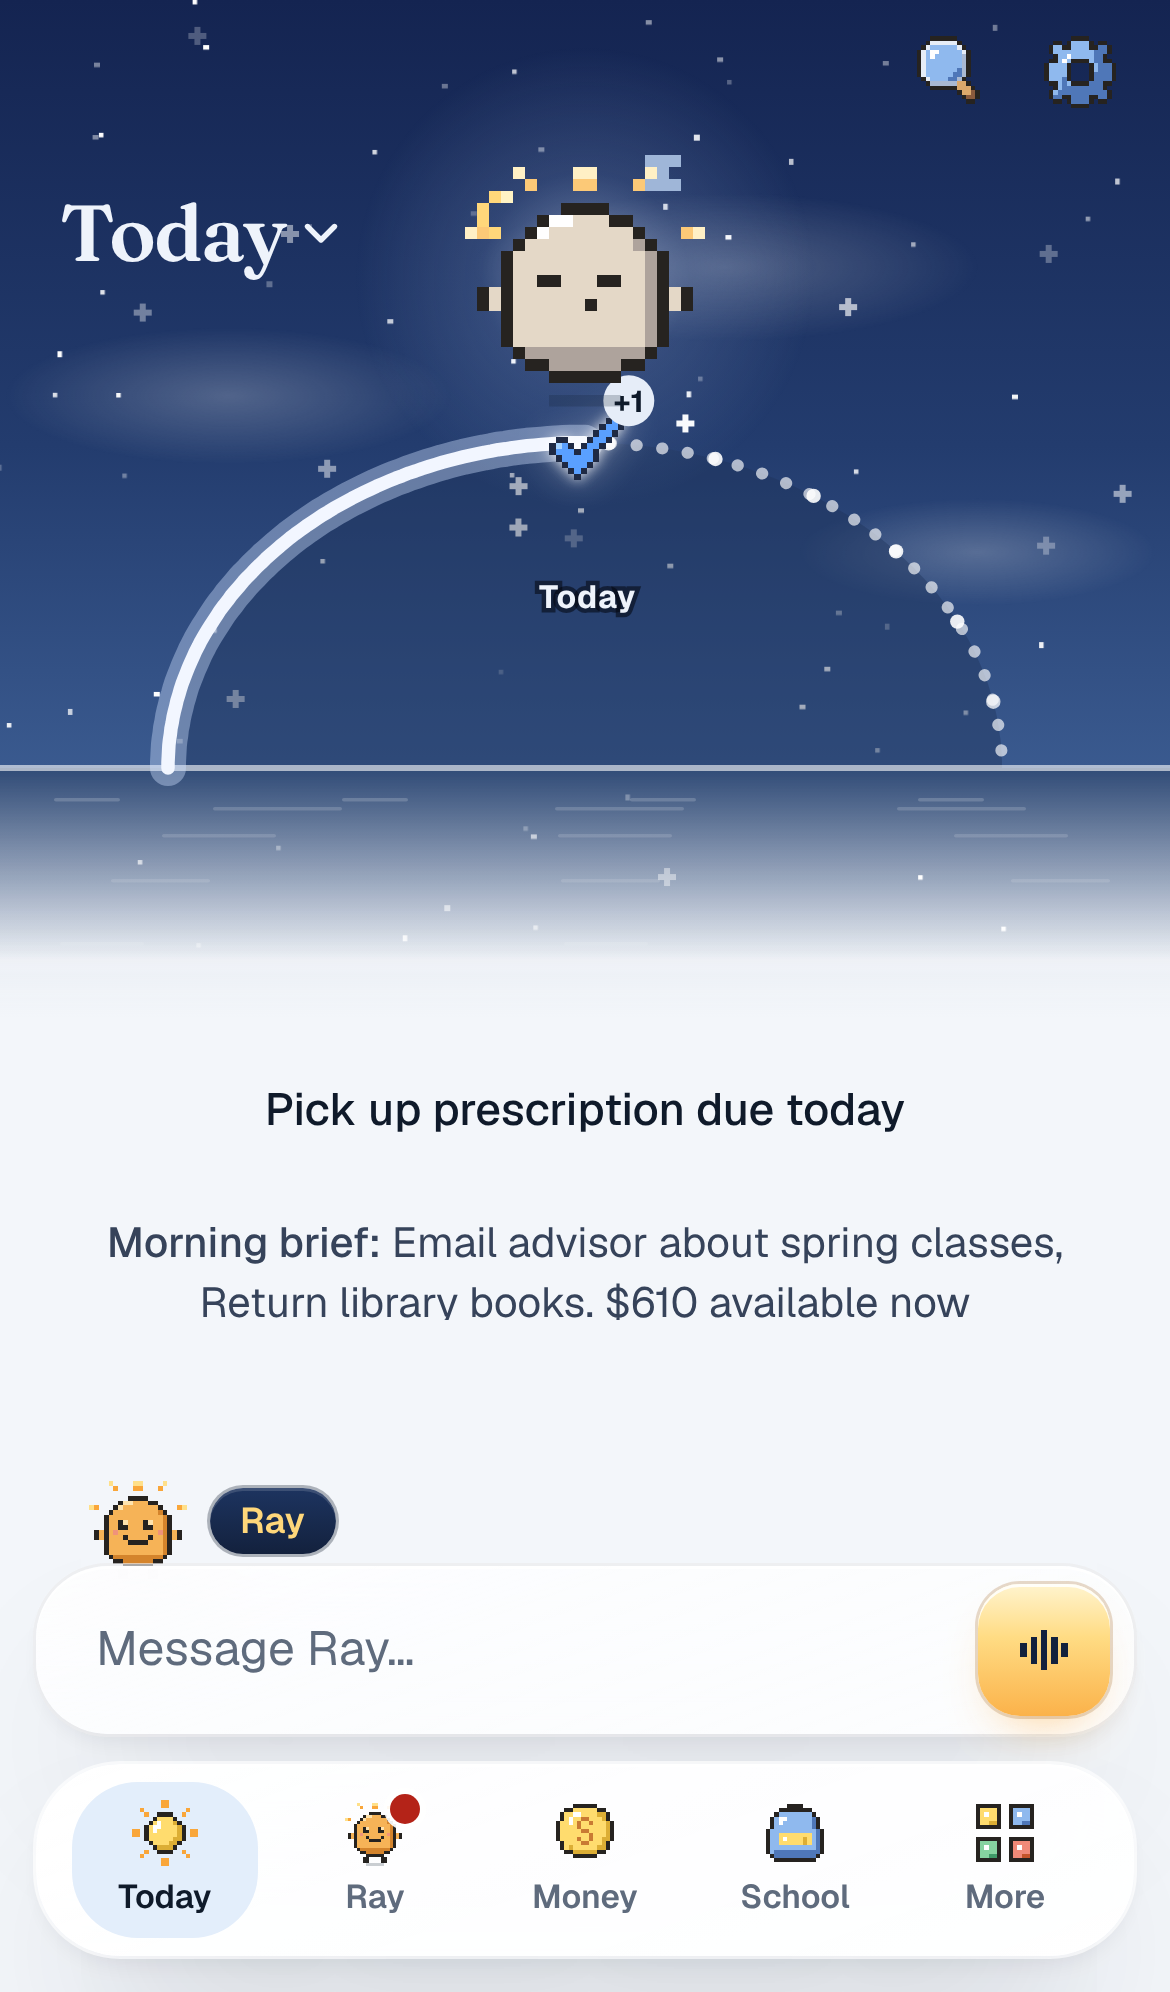 Today
+1
Today
Pick up prescription due today
Morning brief: Email advisor about spring classes,
Return library books. $610 available now
Ray
Message Ray...
Today
Ray
Money
School
More